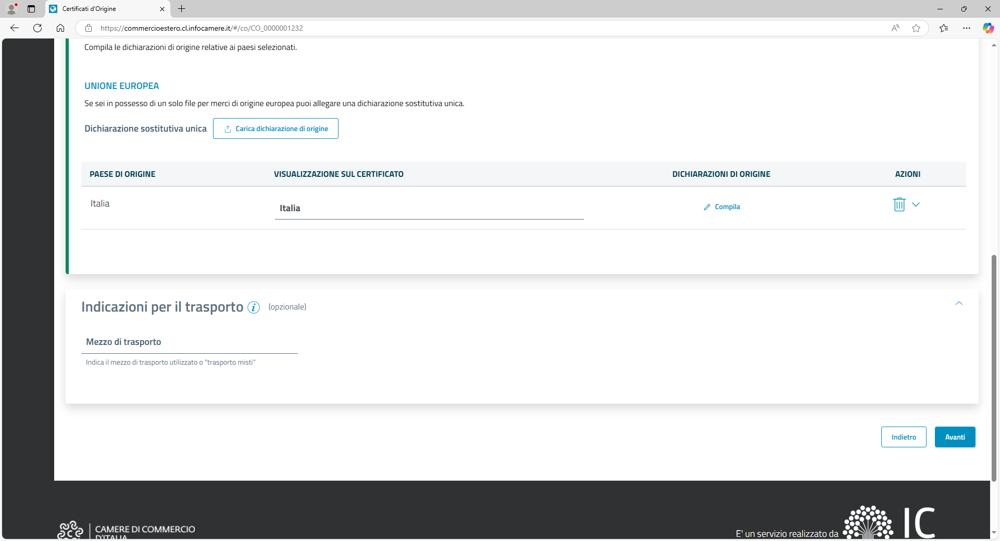 Certificati d'Origine
https://commercioestero.cl.infocamere.it/#/co/CO_0000001232
Compila le dichiarazioni di origine relative ai paesi selezionati.
UNIONE EUROPEA
Se sei in possesso di un solo file per merci di origine europea puoi allegare una dichiarazione sostitutiva unica.
Dichiarazione sostitutiva unica Carica dichiarazione di origine
PAESE DI ORIGINE VISUALIZZAZIONE SUL CERTIFICATO DICHIARAZIONI DI ORIGINE AZIONI
Italia Italia Compila
Indicazioni per il trasporto i (opzionale)
Mezzo di trasporto
Indica il mezzo di trasporto utilizzato o "trasporto misti"
Indietro Avanti
CAMERE DI COMMERCIO
D'ITALIA
E' un servizio realizzato da IC